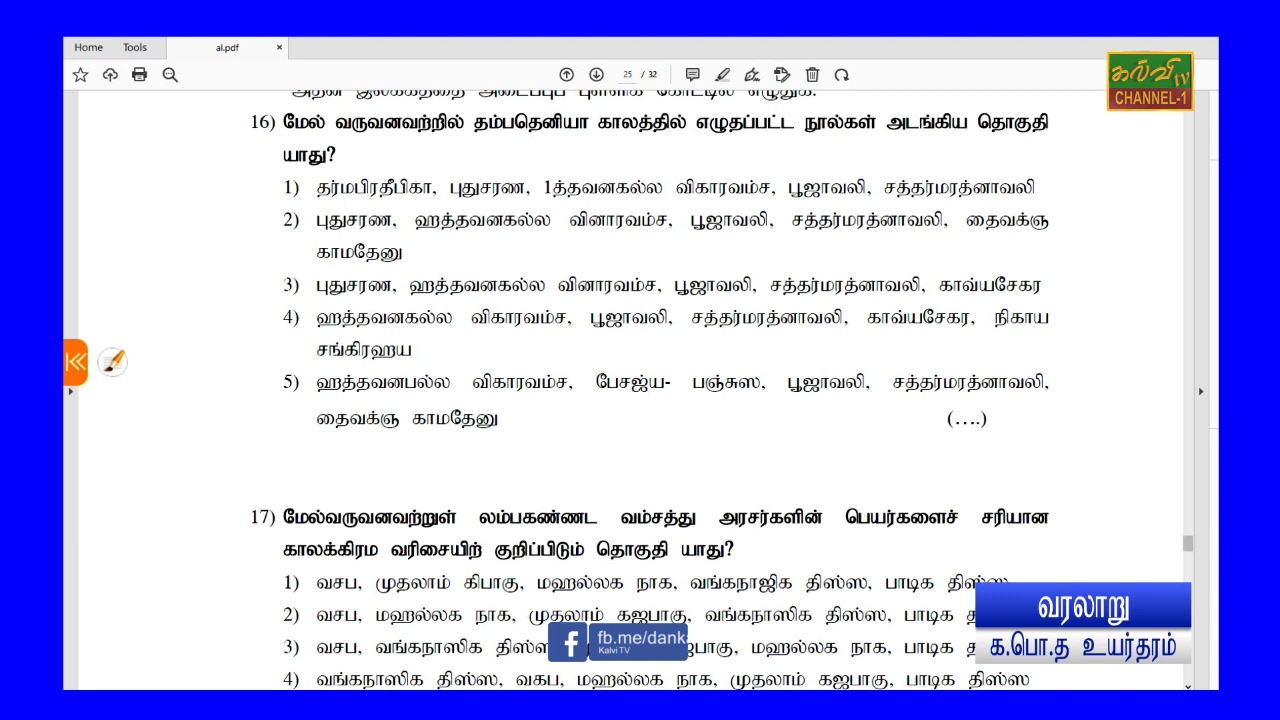 Home Tools al.pdf ×
25 / 32
கல்வி tv
CHANNEL-1
அதன் இலக்கத்தை அடைப்புப் புள்ளிக் கோட்டில் எழுதுக.
16) மேல் வருவனவற்றில் தம்பதெனியா காலத்தில் எழுதப்பட்ட நூல்கள் அடங்கிய தொகுதி
யாது?
1) தர்மபிரதீபிகா, புதுசரண, 1த்தவனகல்ல விகாரவம்ச, பூஜாவலி, சத்தர்மரத்னாவலி
2) புதுசரண, ஹத்தவனகல்ல வினாரவம்ச, பூஜாவலி, சத்தர்மரத்னாவலி, தைவக்ஞ
காமதேனு
3) புதுசரண, ஹத்தவனகல்ல வினாரவம்ச, பூஜாவலி, சத்தர்மரத்னாவலி, காவ்யசேகர
4) ஹத்தவனகல்ல விகாரவம்ச, பூஜாவலி, சத்தர்மரத்னாவலி, காவ்யசேகர, நிகாய
சங்கிரஹய
5) ஹத்தவனபல்ல விகாரவம்ச, பேசஜ்ய- பஞ்சுஸ, பூஜாவலி, சத்தர்மரத்னாவலி,
தைவக்ஞ காமதேனு (....)
17) மேல்வருவனவற்றுள் லம்பகண்ணட வம்சத்து அரசர்களின் பெயர்களைச் சரியான
காலக்கிரம வரிசையிற் குறிப்பிடும் தொகுதி யாது?
1) வசப, முதலாம் கிபாகு, மஹல்லக நாக, வங்கநாஜிக திஸ்ஸ, பாடிக திஸ்ஸ
2) வசப, மஹல்லக நாக, முதலாம் கஜபாகு, வங்கநாஸிக திஸ்ஸ, பாடிக
3) வசப, வங்கநாஸிக திஸ்ஸ மஹல்லக நாக, பாடிக
4) வங்கநாஸிக திஸ்ஸ, வகப, மஹல்லக நாக, முதலாம் கஜபாகு, பாடிக திஸ்ஸ
fb.me/danka
Kalvi TV
வரலாறு
க.பொ.த உயர்தரம்